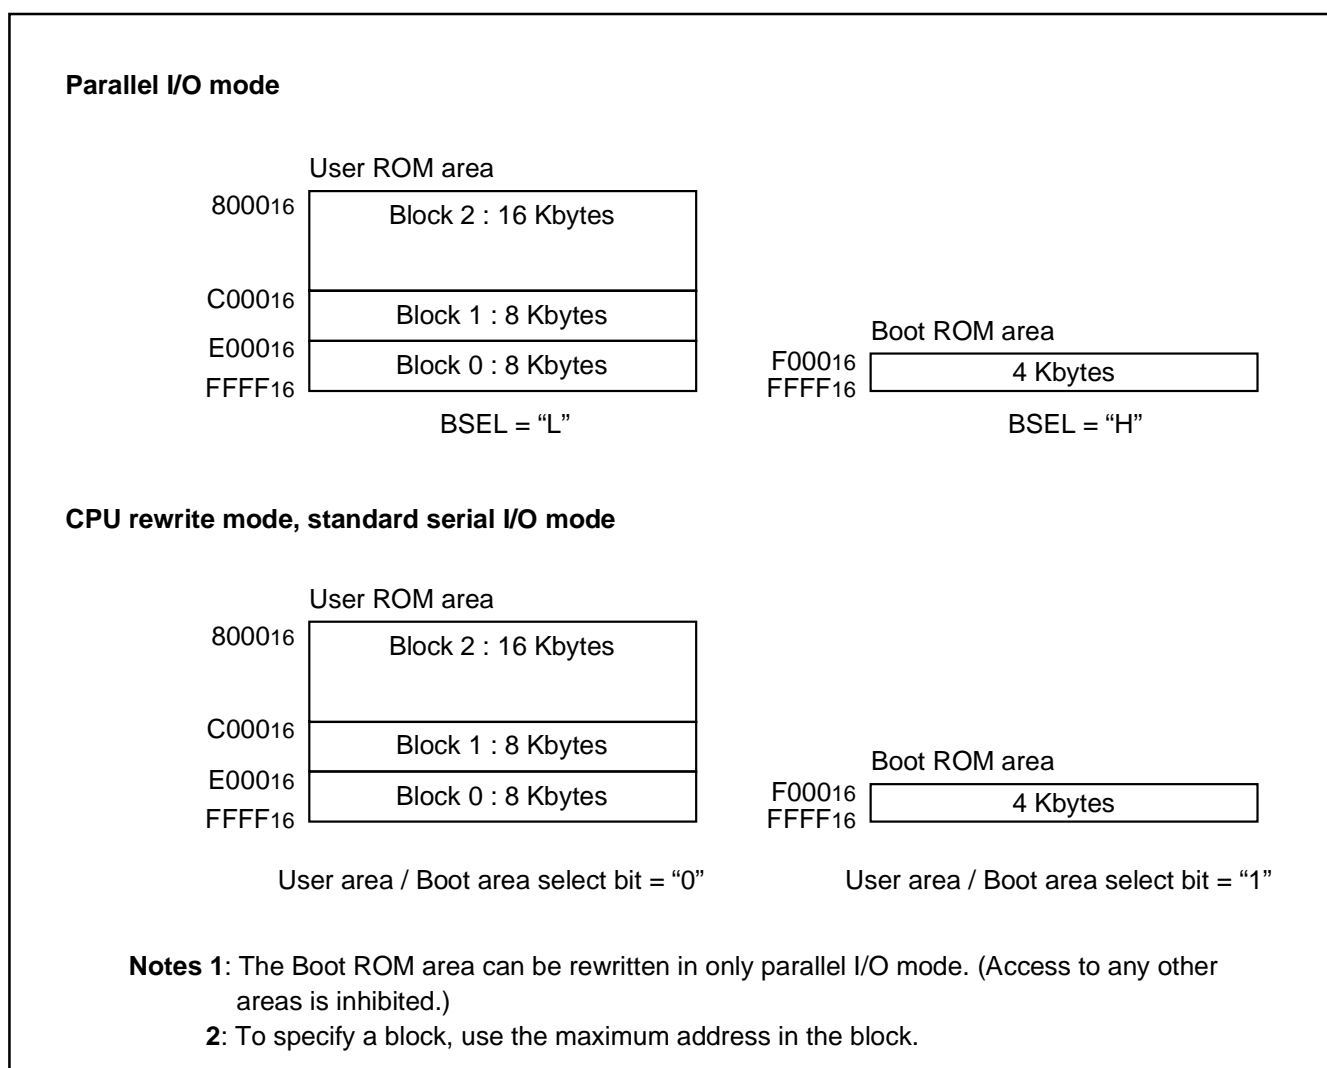 Parallel I/O mode
User ROM area
800016
Block 2 : 16 Kbytes
C00016
Block 1 : 8 Kbytes
E00016
Block 0 : 8 Kbytes
FFFF16
BSEL = “L”
Boot ROM area
F00016
4 Kbytes
FFFF16
BSEL = “H”
CPU rewrite mode, standard serial I/O mode
User ROM area
800016
Block 2 : 16 Kbytes
C00016
Block 1 : 8 Kbytes
E00016
Block 0 : 8 Kbytes
FFFF16
User area / Boot area select bit = “0”
Boot ROM area
F00016
4 Kbytes
FFFF16
User area / Boot area select bit = “1”
Notes 1: The Boot ROM area can be rewritten in only parallel I/O mode. (Access to any other
areas is inhibited.)
2: To specify a block, use the maximum address in the block.